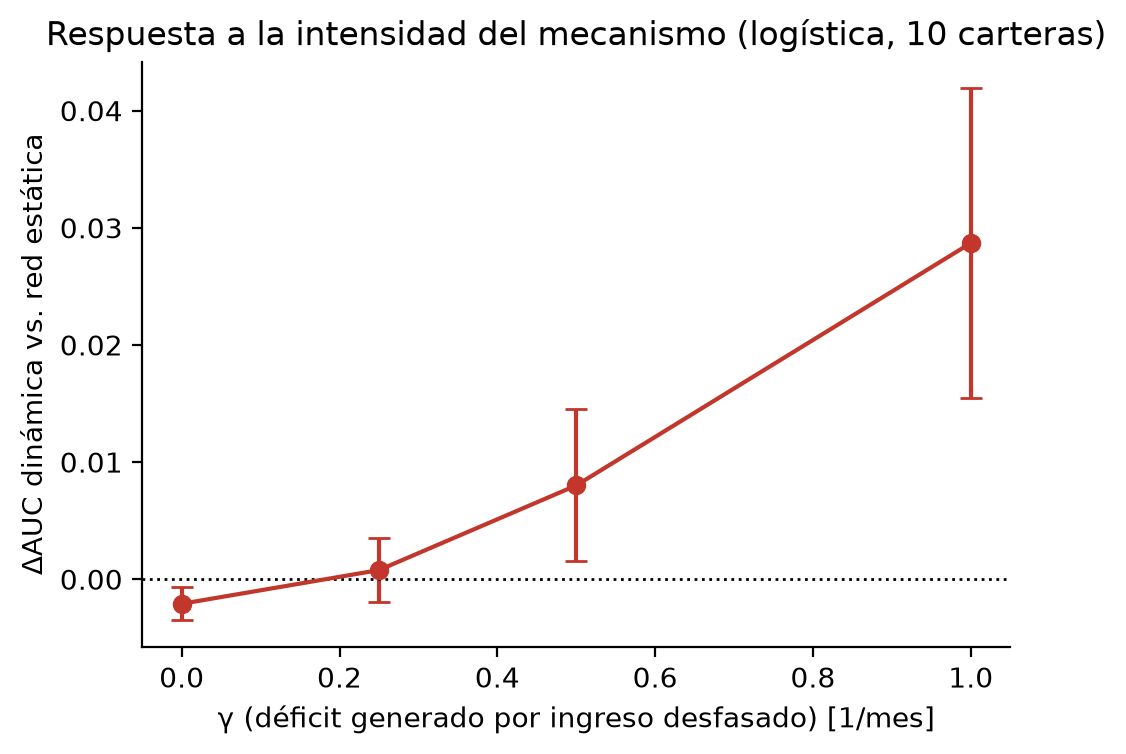 Respuesta a la intensidad del mecanismo (logística, 10 carteras)
ΔAUC dinámica vs. red estática
0.04
0.03
0.02
0.01
0.00
0.0 0.2 0.4 0.6 0.8 1.0
γ (déficit generado por ingreso desfasado) [1/mes]